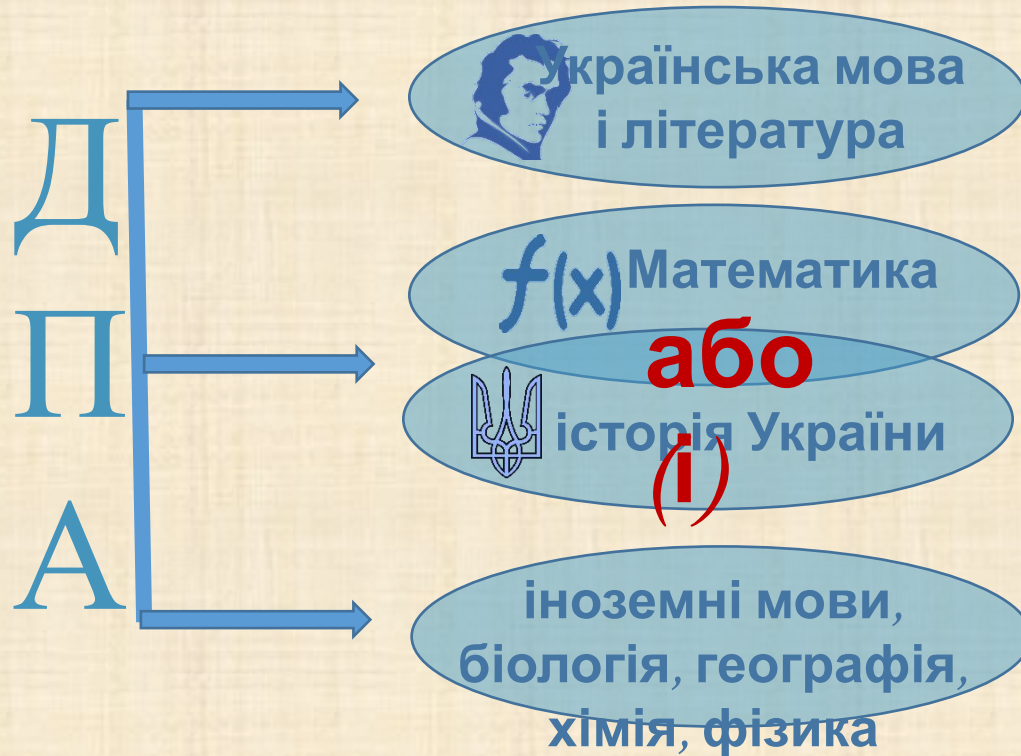 Д
П
А
Українська мова
і література
f(x) Математика
або
історія України
(і)
іноземні мови,
біологія, географія,
хімія, фізика